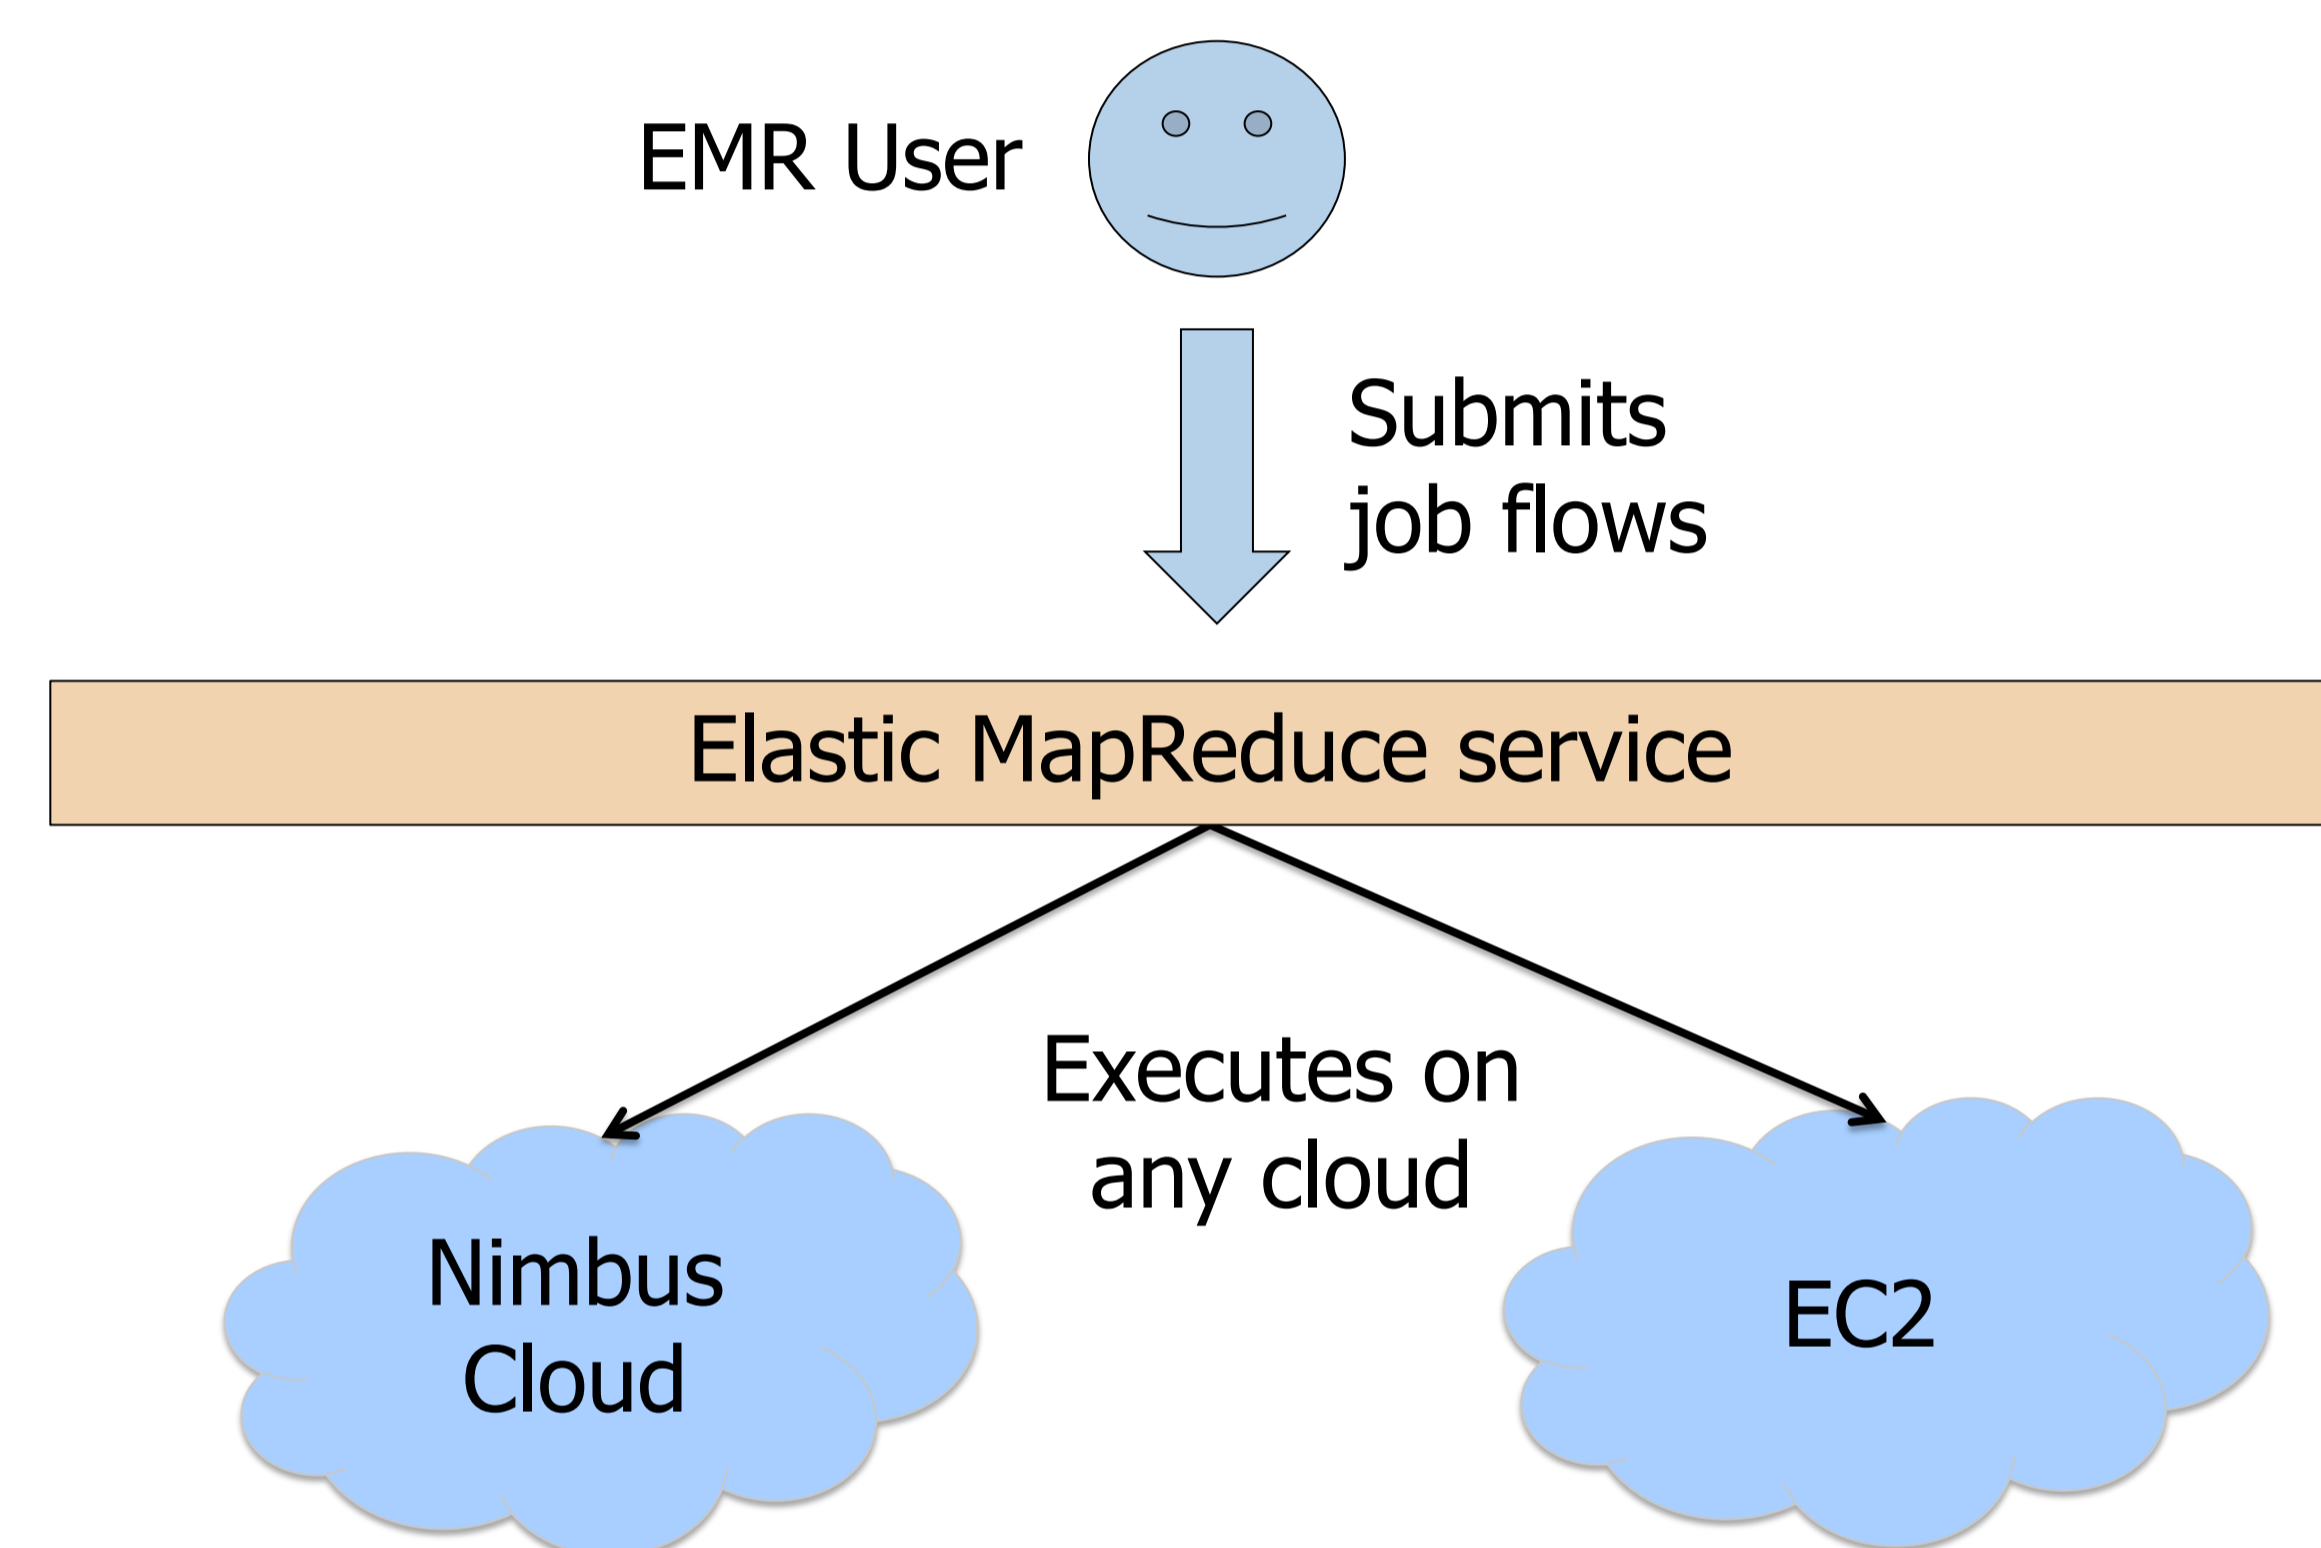 EMR User
Submits
job flows
Elastic MapReduce service
Executes on
any cloud
Nimbus
Cloud
EC2